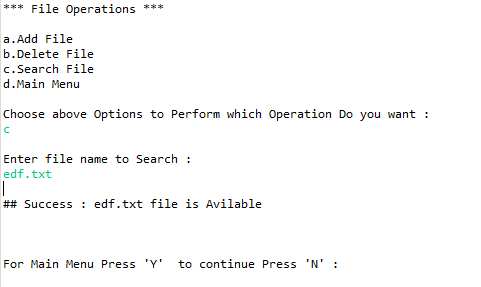 *** File Operations ***
a.Add File
b.Delete File
c.Search File
d.Main Menu
Choose above Options to Perform which Operation Do you want :
c
Enter file name to Search :
edf.txt
## Success : edf.txt file is Avilable
For Main Menu Press 'Y'  to continue Press 'N' :